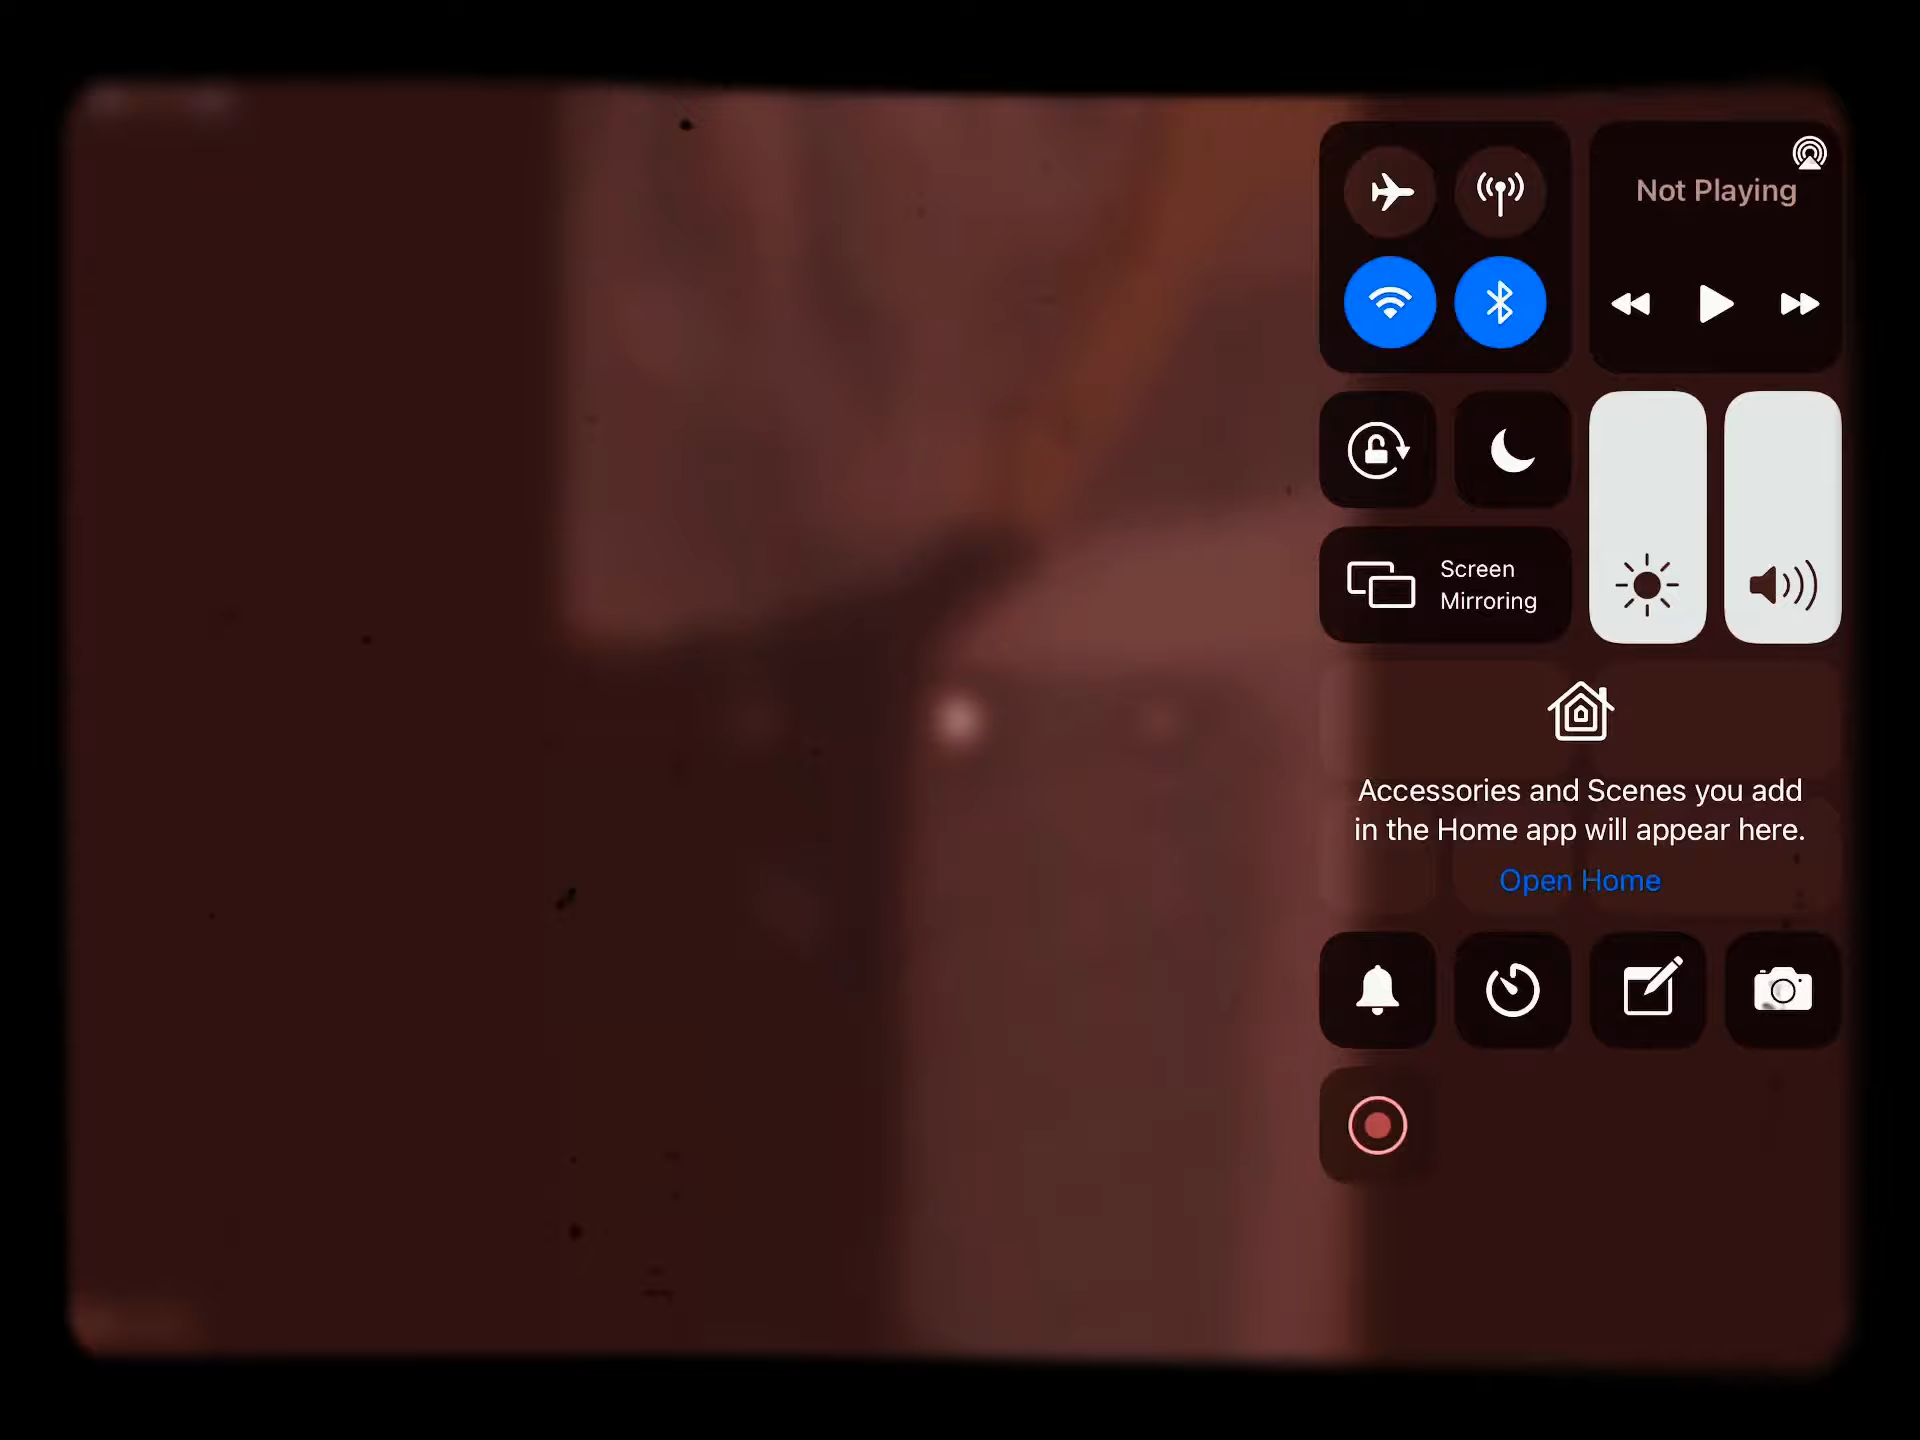 Not Playing
Screen
Mirroring
Accessories and Scenes you add
in the Home app will appear here.
Open Home